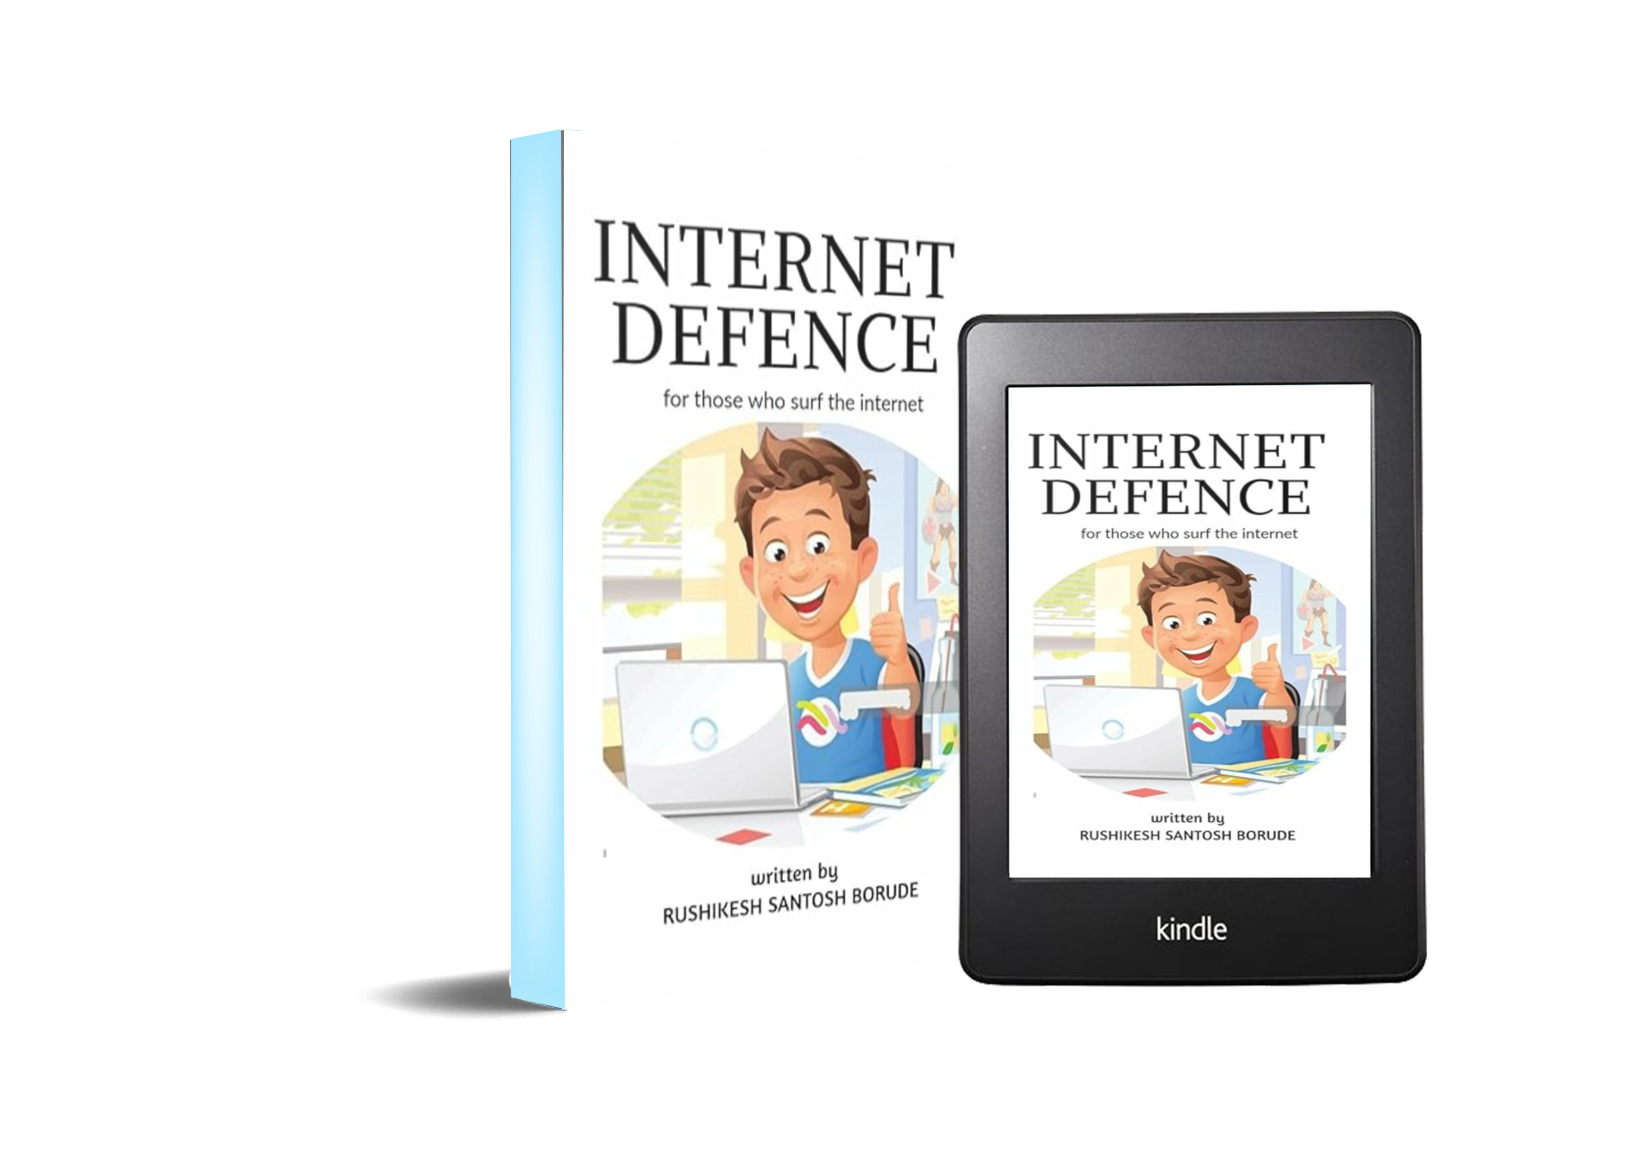 INTERNET
DEFENCE
for those who surf the internet
written by
RUSHIKESH SANTOSH BORUDE
INTERNET
DEFENCE
for those who surf the internet
written by
RUSHIKESH SANTOSH BORUDE
kindle